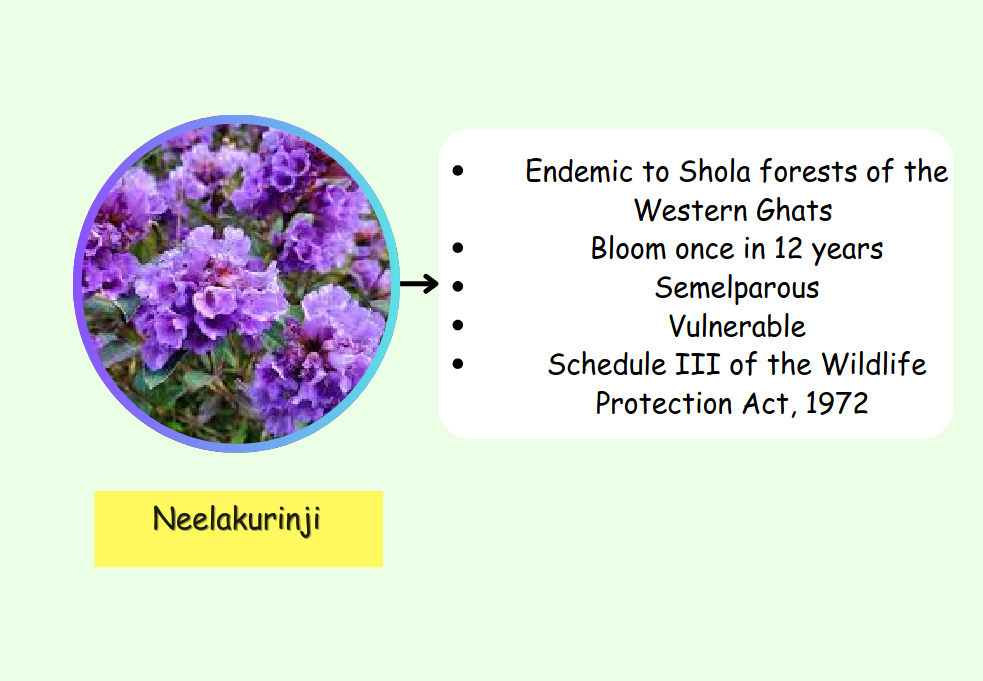 Endemic to Shola forests of the
Western Ghats
Bloom once in 12 years
Semelparous
Vulnerable
Schedule III of the Wildlife
Protection Act, 1972
Neelakurinji